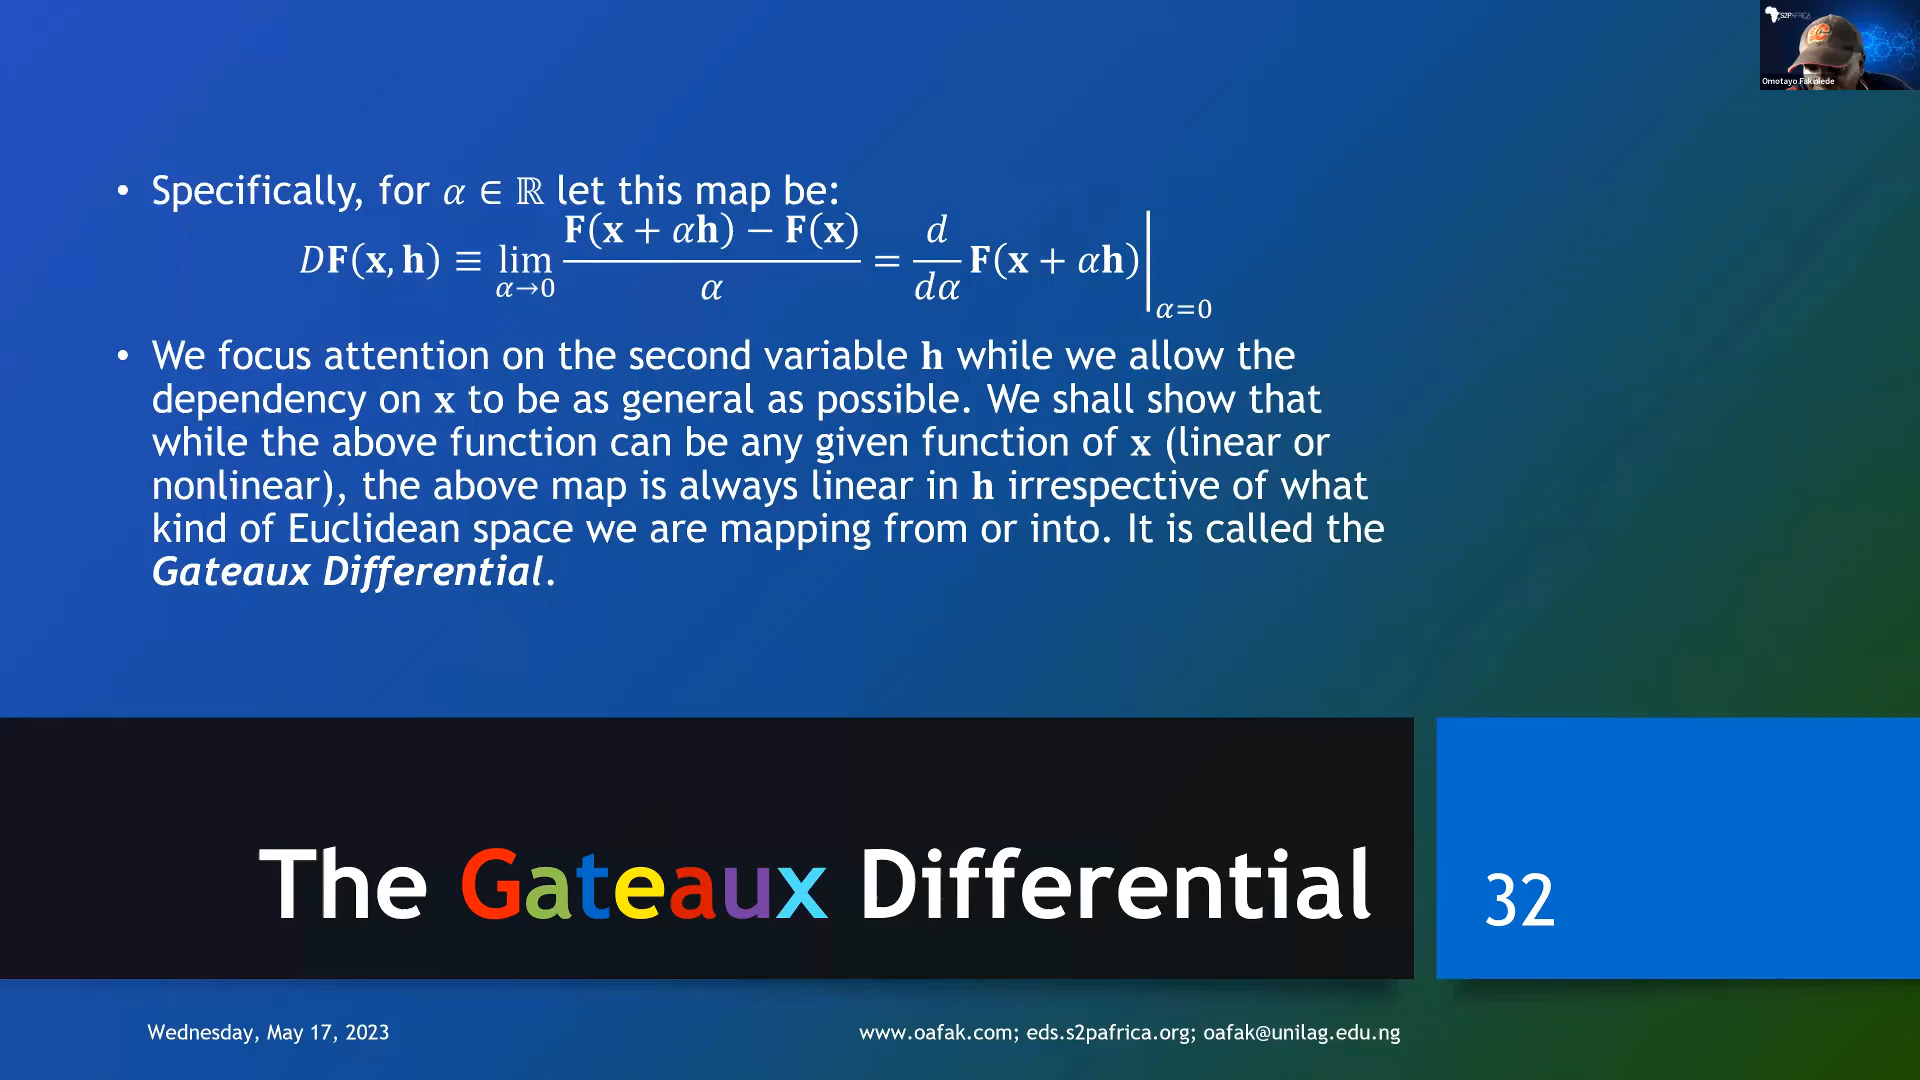 S2PAFRICA
Omotayo Fakinlede
• Specifically, for α ∈ ℝ let this map be:
DF(x, h) ≡ lim_{α→0} (F(x + αh) − F(x)) / α = d/dα F(x + αh)|_{α=0}
• We focus attention on the second variable h while we allow the
dependency on x to be as general as possible. We shall show that
while the above function can be any given function of x (linear or
nonlinear), the above map is always linear in h irrespective of what
kind of Euclidean space we are mapping from or into. It is called the
Gateaux Differential.
The Gateaux Differential
32
Wednesday, May 17, 2023
www.oafak.com; eds.s2pafrica.org; oafak@unilag.edu.ng